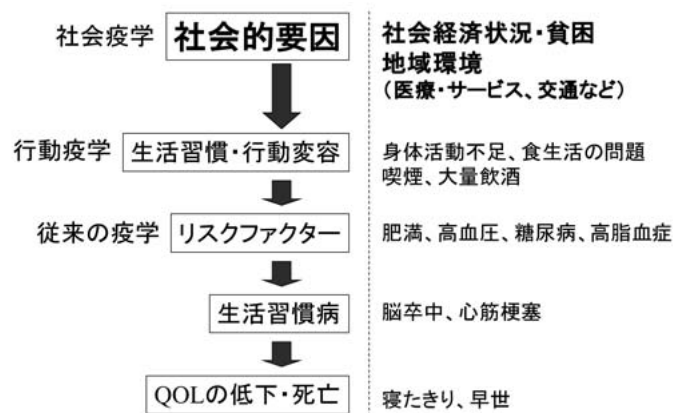 社会疫学 社会的要因 社会経済状況・貧困
地域環境
（医療・サービス、交通など）
行動疫学 生活習慣・行動変容 身体活動不足、食生活の問題
喫煙、大量飲酒
従来の疫学 リスクファクター 肥満、高血圧、糖尿病、高脂血症
生活習慣病 脳卒中、心筋梗塞
QOLの低下・死亡 寝たきり、早世